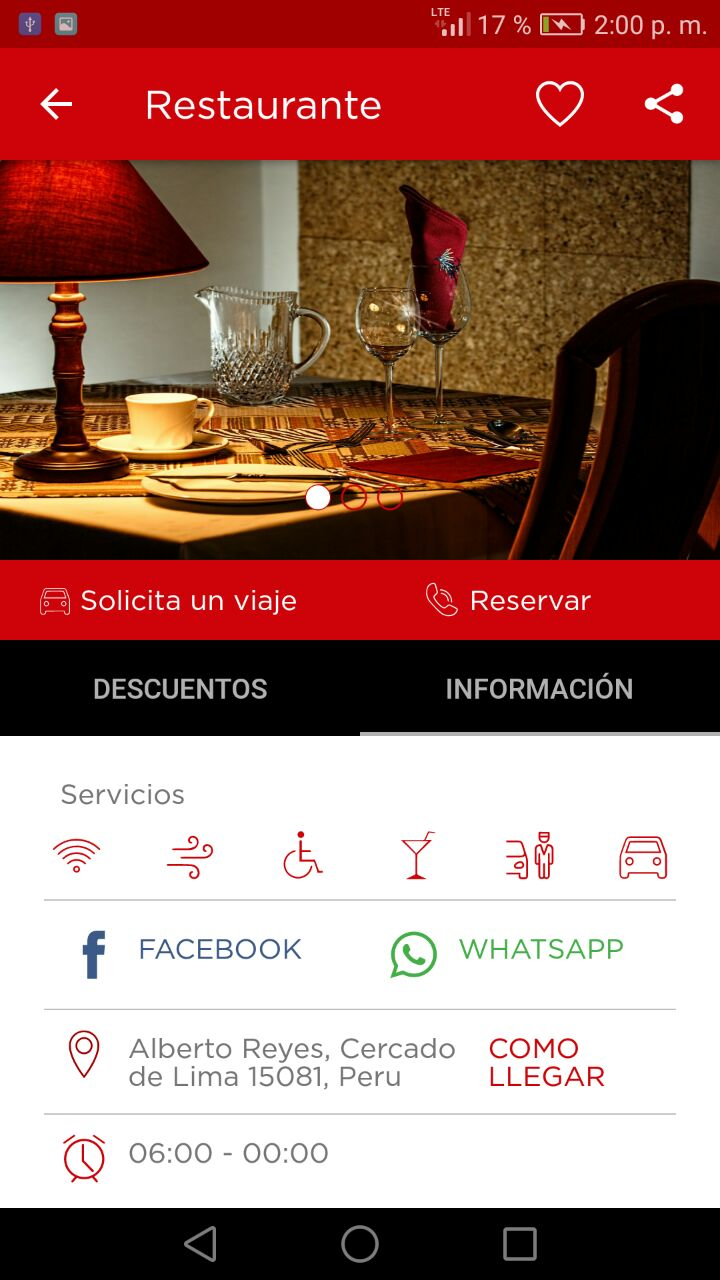 LTE 17 % 2:00 p. m.
Restaurante
Solicita un viaje Reservar
DESCUENTOS INFORMACIÓN
Servicios
FACEBOOK WHATSAPP
Alberto Reyes, Cercado
de Lima 15081, Peru
COMO
LLEGAR
06:00 - 00:00